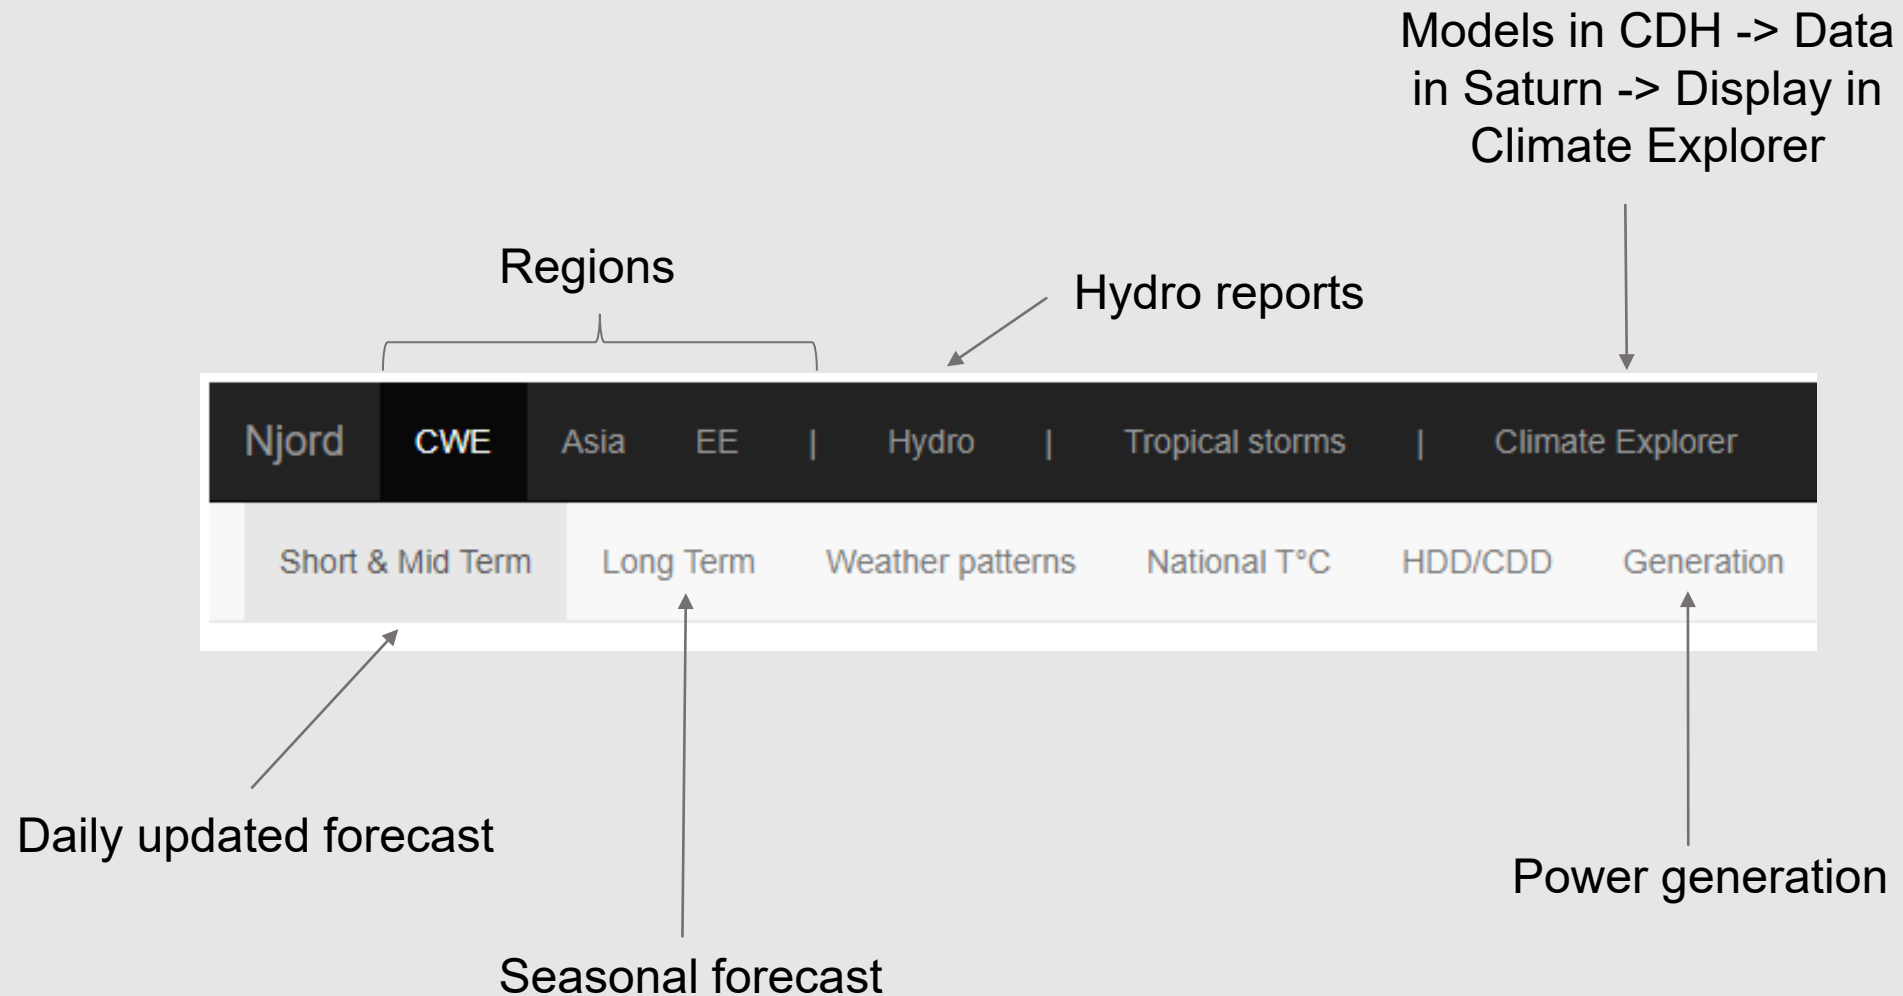 Models in CDH -> Data
in Saturn -> Display in
Climate Explorer
Regions
Hydro reports
Njord CWE Asia EE | Hydro | Tropical storms | Climate Explorer
Short & Mid Term Long Term Weather patterns National T°C HDD/CDD Generation
Daily updated forecast
Power generation
Seasonal forecast